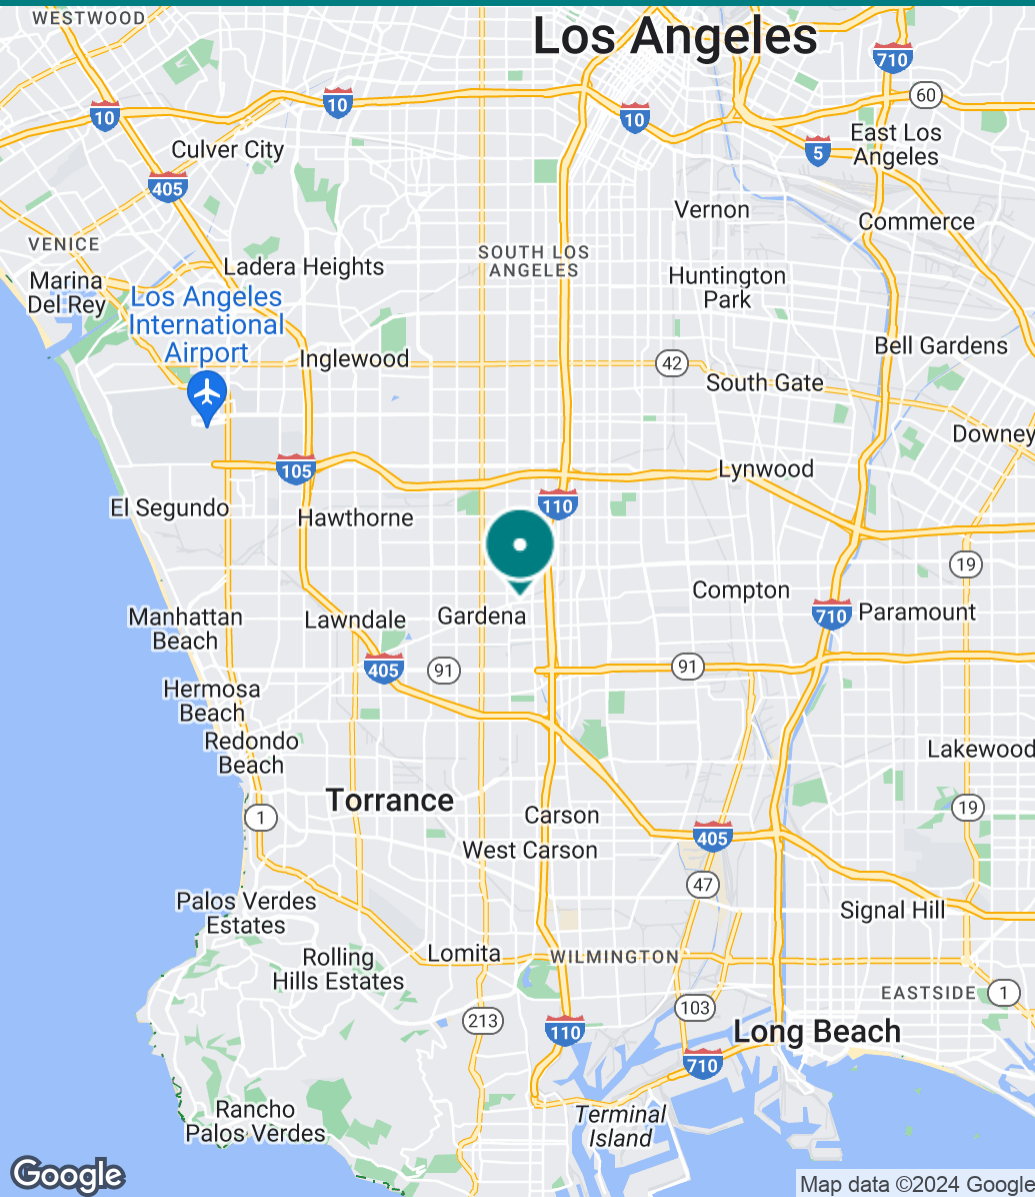 WESTWOOD
Los Angeles
710
60
10
10
10
Culver City
5
East Los
Angeles
405
Vernon
Commerce
VENICE
SOUTH LOS
ANGELES
Ladera Heights
Marina
Del Rey
Huntington
Park
Los Angeles
International
Airport
Inglewood
42
Bell Gardens
South Gate
Downey
105
Lynwood
El Segundo
Hawthorne
110
19
Compton
Manhattan
Beach
Lawndale
Gardena
710
Paramount
405
91
91
Hermosa
Beach
Redondo
Beach
Lakewood
Torrance
1
Carson
19
405
West Carson
47
Palos Verdes
Estates
Signal Hill
Rolling
Hills Estates
Lomita
WILMINGTON
EASTSIDE
1
213
103
110
Long Beach
710
Rancho
Palos Verdes
Terminal
Island
Google
Map data ©2024 Google